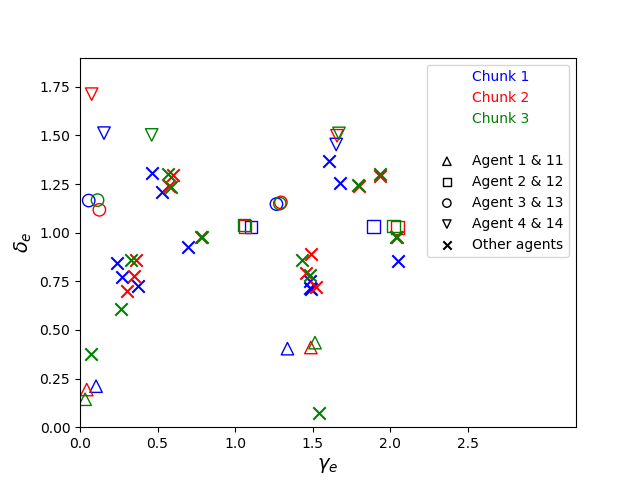 Chunk 1
Chunk 2
Chunk 3
Agent 1 & 11
Agent 2 & 12
Agent 3 & 13
Agent 4 & 14
Other agents
δe
1.75
1.50
1.25
1.00
0.75
0.50
0.25
0.00
0.0 0.5 1.0 1.5 2.0 2.5
γe